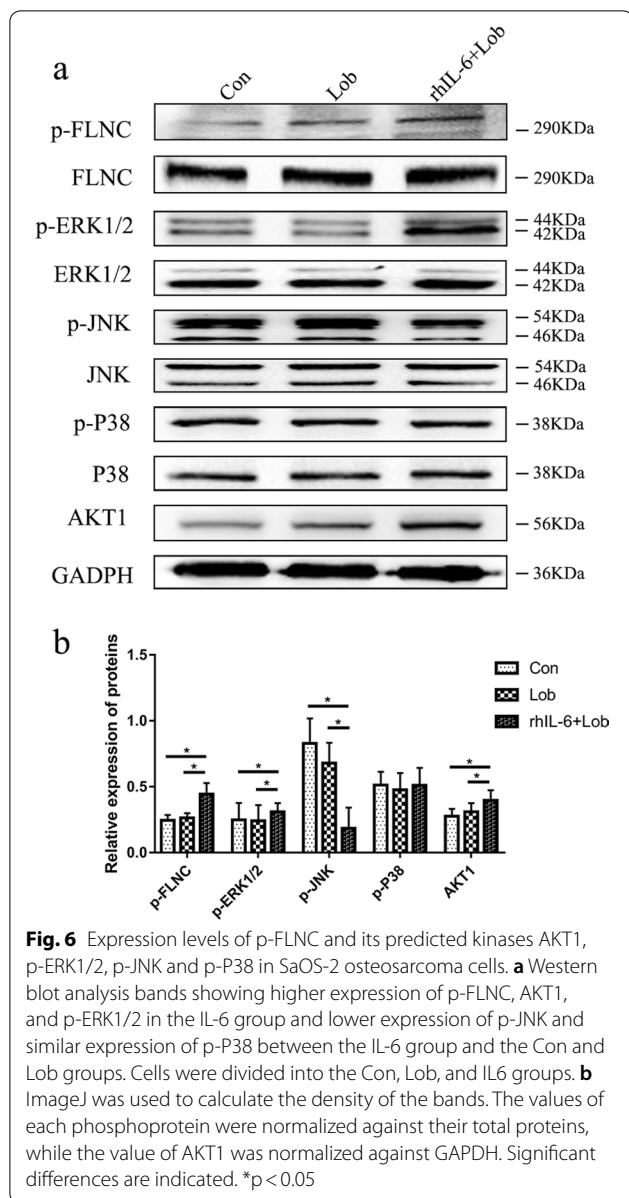 a
Con
Lob
rhIL-6+Lob
p-FLNC
290KDa
FLNC
290KDa
p-ERK1/2
44KDa
42KDa
ERK1/2
44KDa
42KDa
p-JNK
54KDa
46KDa
JNK
54KDa
46KDa
p-P38
38KDa
P38
38KDa
AKT1
56KDa
GADPH
36KDa
b
Relative expression of proteins
1.5
1.0
0.5
0.0
* * * * * * * *
p-FLNC
p-ERK1/2
p-JNK
p-P38
AKT1
Con
Lob
rhIL-6+Lob
Fig. 6 Expression levels of p-FLNC and its predicted kinases AKT1,
p-ERK1/2, p-JNK and p-P38 in SaOS-2 osteosarcoma cells. a Western
blot analysis bands showing higher expression of p-FLNC, AKT1,
and p-ERK1/2 in the IL-6 group and lower expression of p-JNK and
similar expression of p-P38 between the IL-6 group and the Con and
Lob groups. Cells were divided into the Con, Lob, and IL6 groups. b
ImageJ was used to calculate the density of the bands. The values of
each phosphoprotein were normalized against their total proteins,
while the value of AKT1 was normalized against GAPDH. Significant
differences are indicated. *p < 0.05